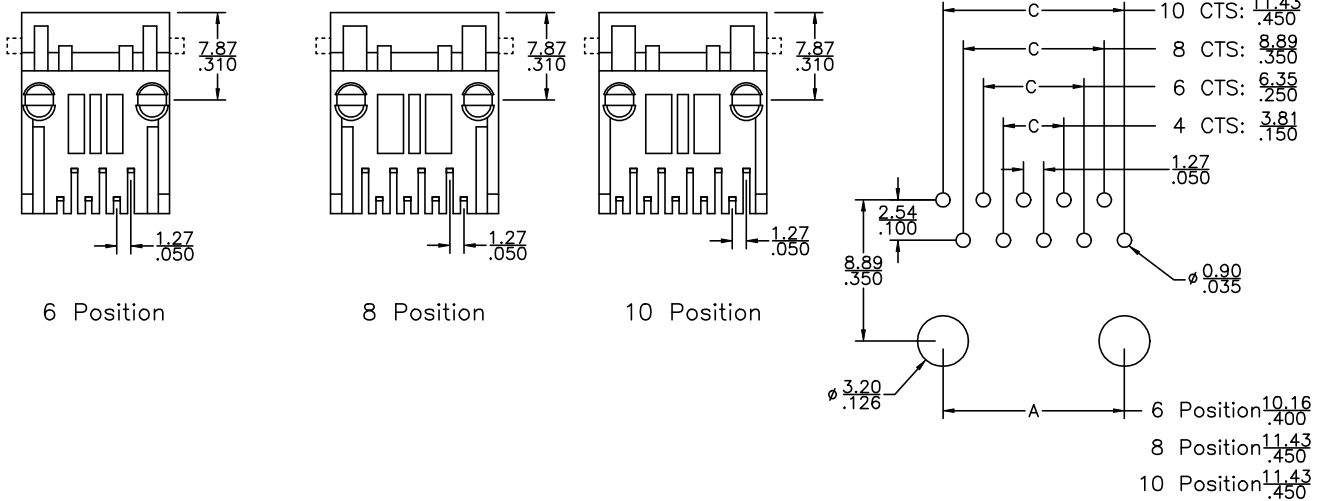 7.87
.310
1.27
.050
6 Position
7.87
.310
1.27
.050
8 Position
7.87
.310
1.27
.050
10 Position
C
10 CTS: 11.43
.450
C
8 CTS: 8.89
.350
C
6 CTS: 6.35
.250
C
4 CTS: 3.81
.150
1.27
.050
2.54
.100
8.89
.350
ø 0.90
.035
ø 3.20
.126
A
6 Position 10.16
.400
8 Position 11.43
.450
10 Position 11.43
.450